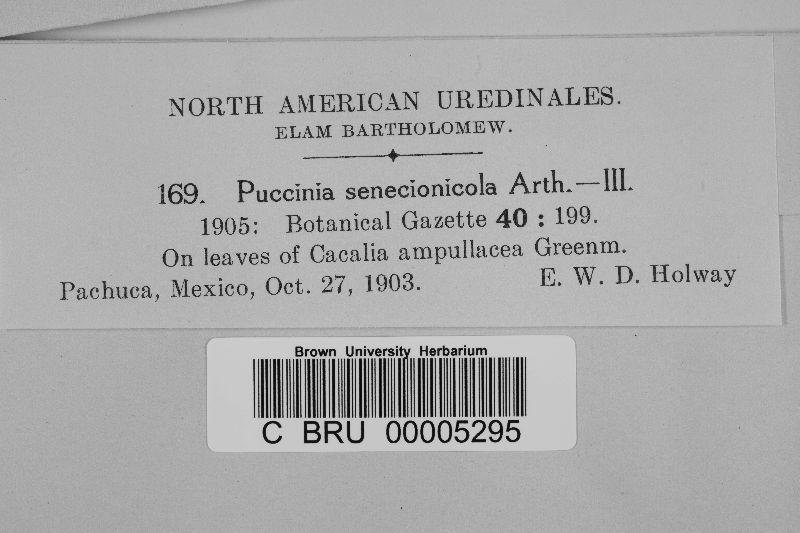 NORTH AMERICAN UREDINALES.
ELAM BARTHOLOMEW.
169. Puccinia senecionicola Arth.—III.
1905: Botanical Gazette 40 : 199.
On leaves of Cacalia ampullacea Greenm.
Pachuca, Mexico, Oct. 27, 1903. E. W. D. Holway
Brown University Herbarium
C BRU 00005295